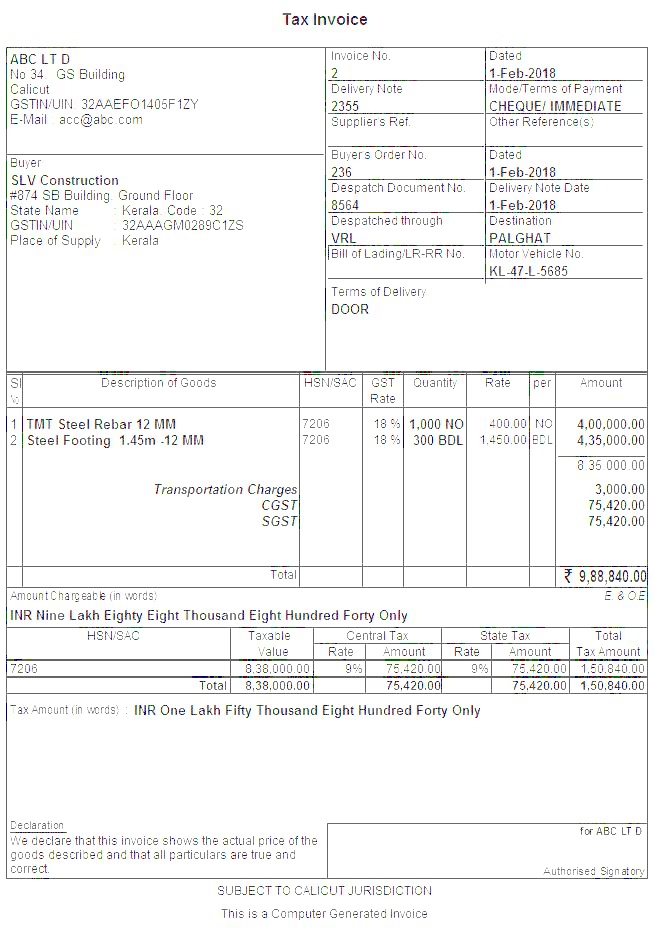 Tax Invoice
ABC LT D
No 34 GS Building
Calicut
GSTIN/UIN: 32AAEFO1405F1ZY
E-Mail : acc@abc.com
Buyer
SLV Construction
#874 SB Building, Ground Floor
State Name : Kerala, Code : 32
GSTIN/UIN : 32AAAGM0289C1ZS
Place of Supply : Kerala
Invoice No. Dated
2 1-Feb-2018
Delivery Note Mode/Terms of Payment
2355 CHEQUE/ IMMEDIATE
Supplier's Ref. Other Reference(s)
Buyer's Order No. Dated
236 1-Feb-2018
Despatch Document No. Delivery Note Date
8564 1-Feb-2018
Despatched through Destination
VRL PALGHAT
Bill of Lading/LR-RR No. Motor Vehicle No.
KL-47-L-5685
Terms of Delivery
DOOR
Sl Description of Goods HSN/SAC GST Quantity Rate per Amount
No Rate
1 TMT Steel Rebar 12 MM 7206 18 % 1,000 NO 400.00 NO 4,00,000.00
2 Steel Footing 1.45m -12 MM 7206 18 % 300 BDL 1,450.00 BDL 4,35,000.00
8,35,000.00
Transportation Charges 3,000.00
CGST 75,420.00
SGST 75,420.00
Total ₹ 9,88,840.00
Amount Chargeable (in words) E. & O.E
INR Nine Lakh Eighty Eight Thousand Eight Hundred Forty Only
HSN/SAC Taxable Central Tax State Tax Total
Value Rate Amount Rate Amount Tax Amount
7206 8,38,000.00 9% 75,420.00 9% 75,420.00 1,50,840.00
Total 8,38,000.00 75,420.00 75,420.00 1,50,840.00
Tax Amount (in words) : INR One Lakh Fifty Thousand Eight Hundred Forty Only
Declaration
We declare that this invoice shows the actual price of the
goods described and that all particulars are true and
correct.
for ABC LT D
Authorised Signatory
SUBJECT TO CALICUT JURISDICTION
This is a Computer Generated Invoice